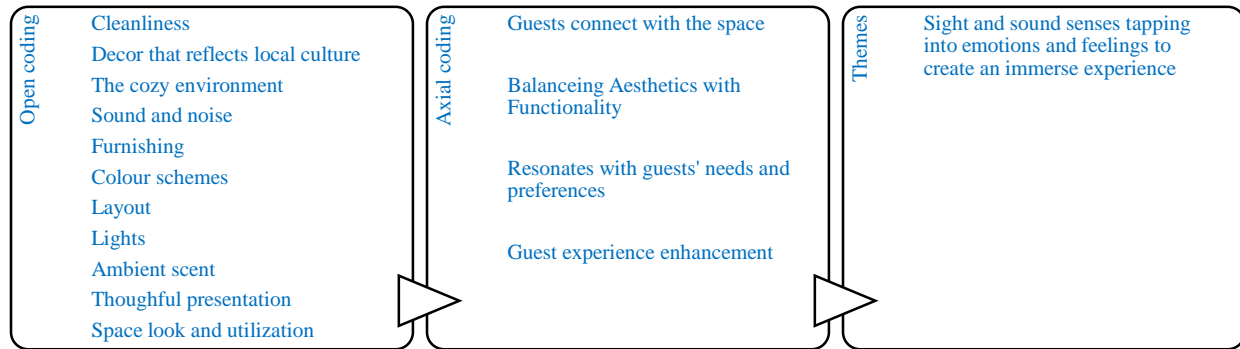 Open coding
Cleanliness
Decor that reflects local culture
The cozy environment
Sound and noise
Furnishing
Colour schemes
Layout
Lights
Ambient scent
Thoughful presentation
Space look and utilization
Axial coding
Guests connect with the space
Balanceing Aesthetics with
Functionality
Resonates with guests' needs and
preferences
Guest experience enhancement
Themes
Sight and sound senses tapping
into emotions and feelings to
create an immerse experience